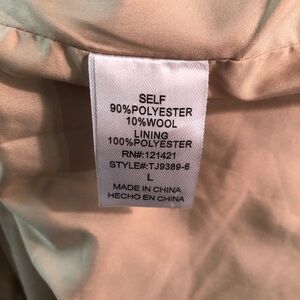 SELF
90%POLYESTER
10%WOOL
LINING
100%POLYESTER
RN#:121421
STYLE#:TJ9389-6
L
MADE IN CHINA
HECHO EN CHINA